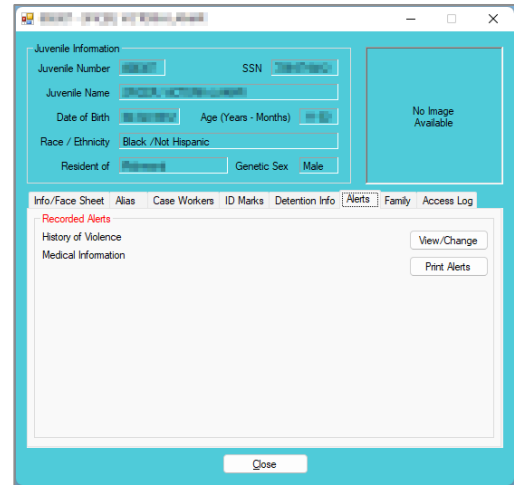 Juvenile Information
Juvenile Number SSN
Juvenile Name
Date of Birth Age (Years - Months)
No Image
Available
Race / Ethnicity Black /Not Hispanic
Resident of Genetic Sex Male
Info/Face Sheet Alias Case Workers ID Marks Detention Info Alerts Family Access Log
Recorded Alerts
History of Violence
View/Change
Medical Information
Print Alerts
Close